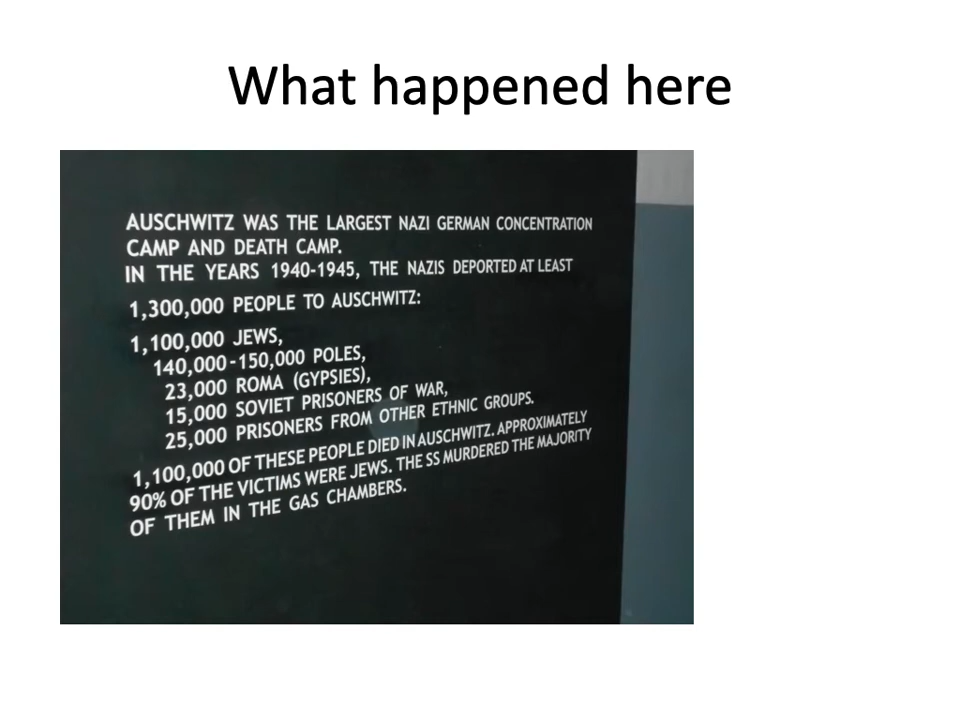 What happened here
AUSCHWITZ WAS THE LARGEST NAZI GERMAN CONCENTRATION
CAMP AND DEATH CAMP.
IN THE YEARS 1940-1945, THE NAZIS DEPORTED AT LEAST
1,300,000 PEOPLE TO AUSCHWITZ:
1,100,000 JEWS,
140,000-150,000 POLES,
23,000 ROMA (GYPSIES),
15,000 SOVIET PRISONERS OF WAR,
25,000 PRISONERS FROM OTHER ETHNIC GROUPS.
1,100,000 OF THESE PEOPLE DIED IN AUSCHWITZ. APPROXIMATELY
90% OF THE VICTIMS WERE JEWS. THE SS MURDERED THE MAJORITY
OF THEM IN THE GAS CHAMBERS.